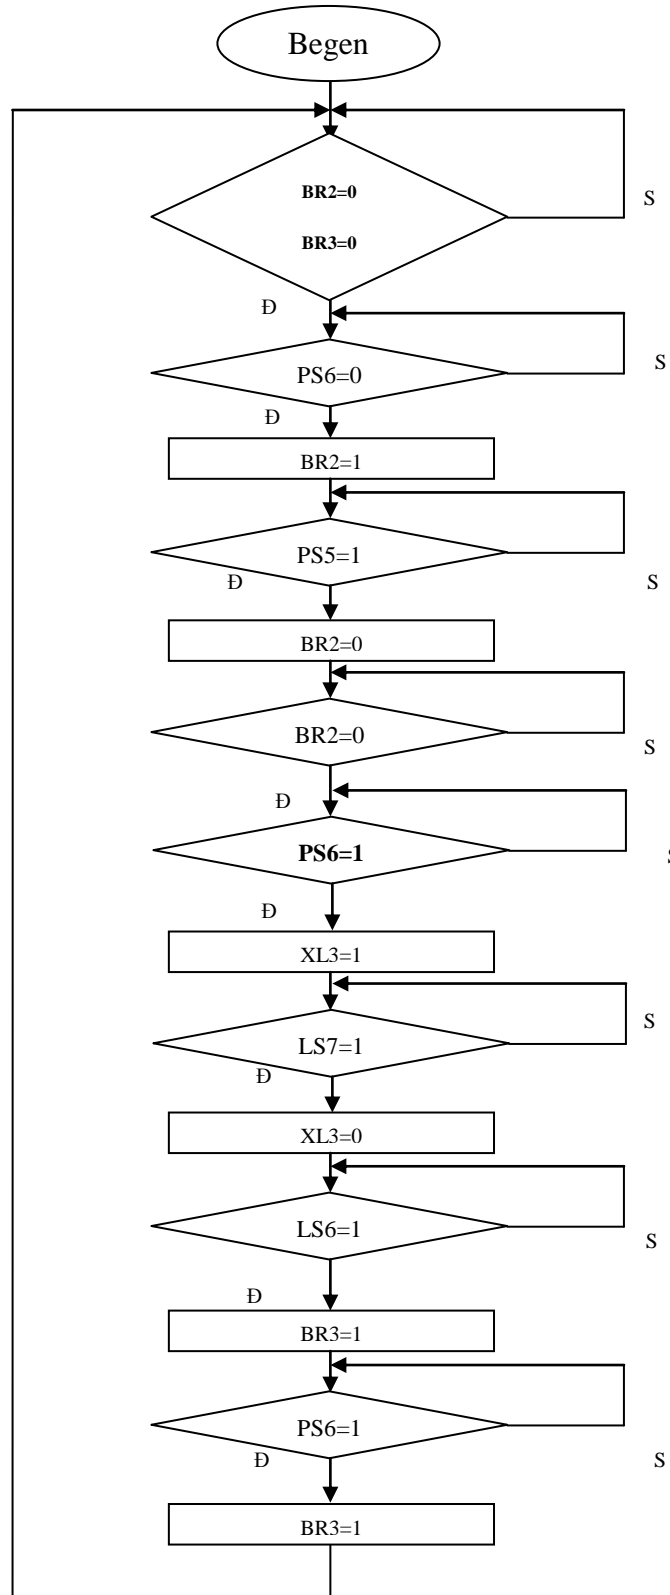 Begen
BR2=0
S
BR3=0
Đ
PS6=0
S
Đ
BR2=1
PS5=1
Đ
S
BR2=0
BR2=0
S
Đ
PS6=1
S
Đ
XL3=1
S
LS7=1
Đ
XL3=0
LS6=1
S
Đ
BR3=1
PS6=1
Đ
S
BR3=1